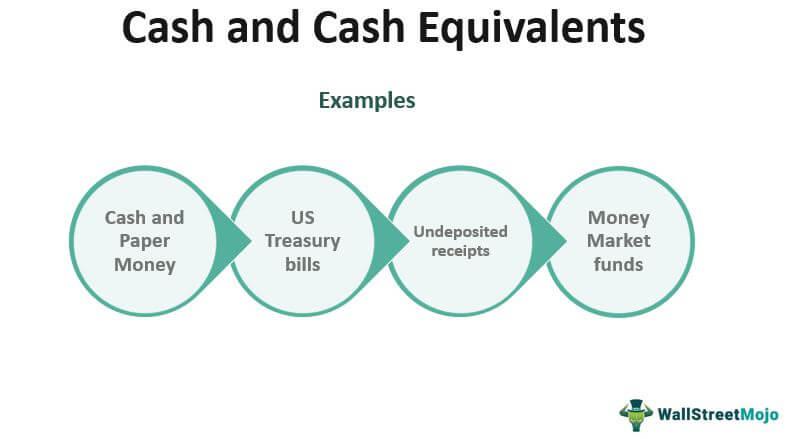 Cash and Cash Equivalents
Examples
Cash and
Paper
Money
US
Treasury
bills
Undeposited
receipts
Money
Market
funds
WallStreetMojo